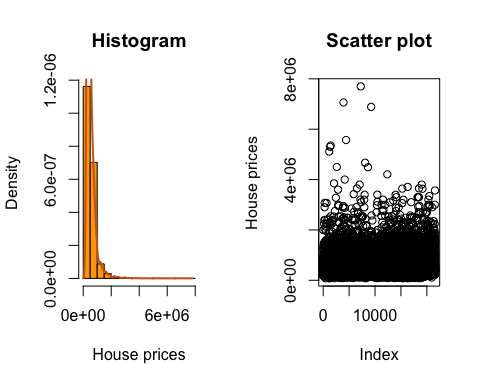 Histogram
Density
0.0e+00
6.0e-07
1.2e-06
0e+00
6e+06
House prices
Scatter plot
House prices
0e+00
4e+06
8e+06
0
10000
Index